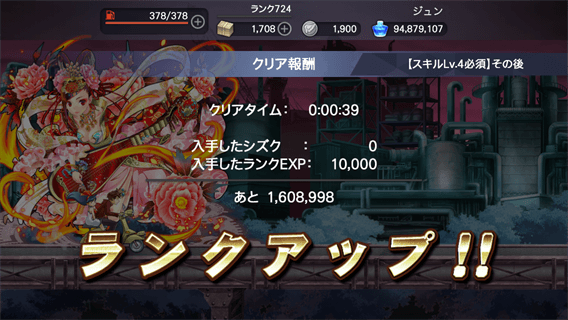 378/378
ランク724
1,708
1,900
ジュン
94,879,107
クリア報酬
【スキルLv.4必須】その後
クリアタイム： 0:00:39
入手したシズク ： 0
入手したランクEXP： 10,000
あと 1,608,998
ランクアップ!!